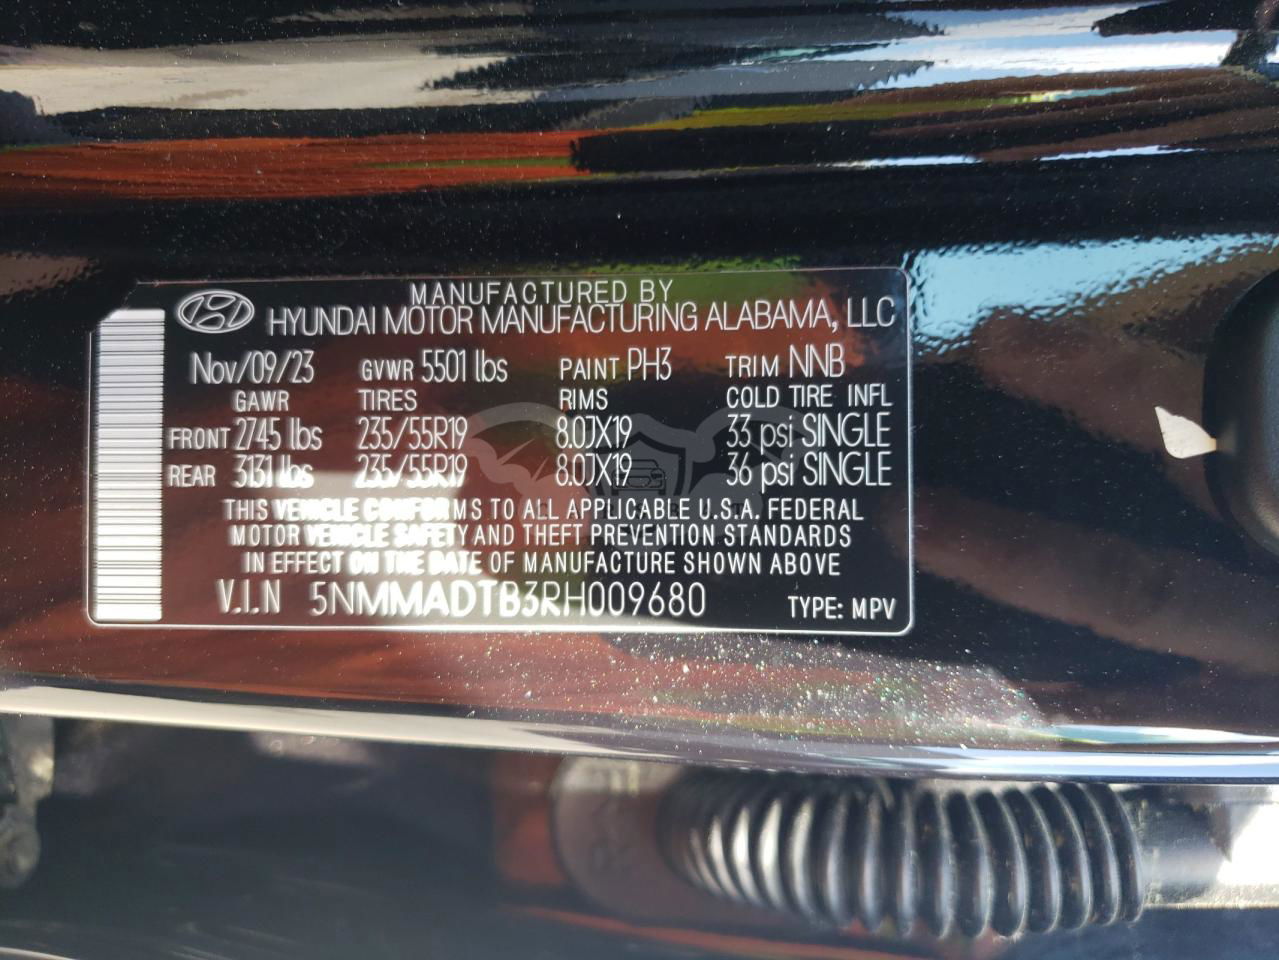 MANUFACTURED BY
HYUNDAI MOTOR MANUFACTURING ALABAMA, LLC
Nov/09/23 GVWR 5501 lbs PAINT PH3 TRIM NNB
GAWR TIRES RIMS COLD TIRE INFL
FRONT 2745 lbs 235/55R19 8.0JX19 33 psi SINGLE
REAR 3131 lbs 235/55R19 8.0JX19 36 psi SINGLE
THIS VEHICLE CONFORMS TO ALL APPLICABLE U.S.A. FEDERAL
MOTOR VEHICLE SAFETY AND THEFT PREVENTION STANDARDS
IN EFFECT ON THE DATE OF MANUFACTURE SHOWN ABOVE
V.I.N 5NMMADTB3RH009680 TYPE: MPV